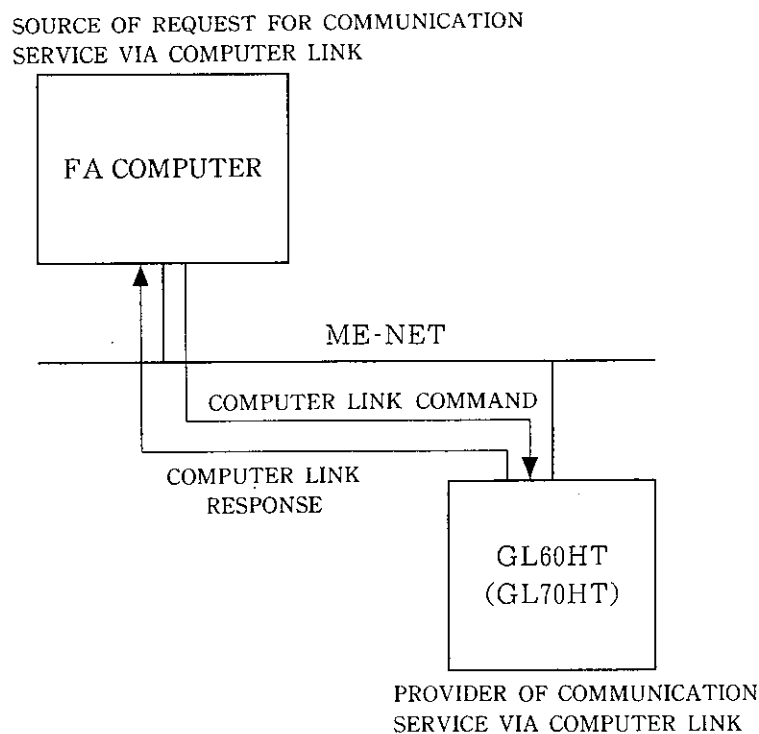 SOURCE OF REQUEST FOR COMMUNICATION
SERVICE VIA COMPUTER LINK
FA COMPUTER
ME-NET
COMPUTER LINK COMMAND
COMPUTER LINK
RESPONSE
GL60HT
(GL70HT)
PROVIDER OF COMMUNICATION
SERVICE VIA COMPUTER LINK